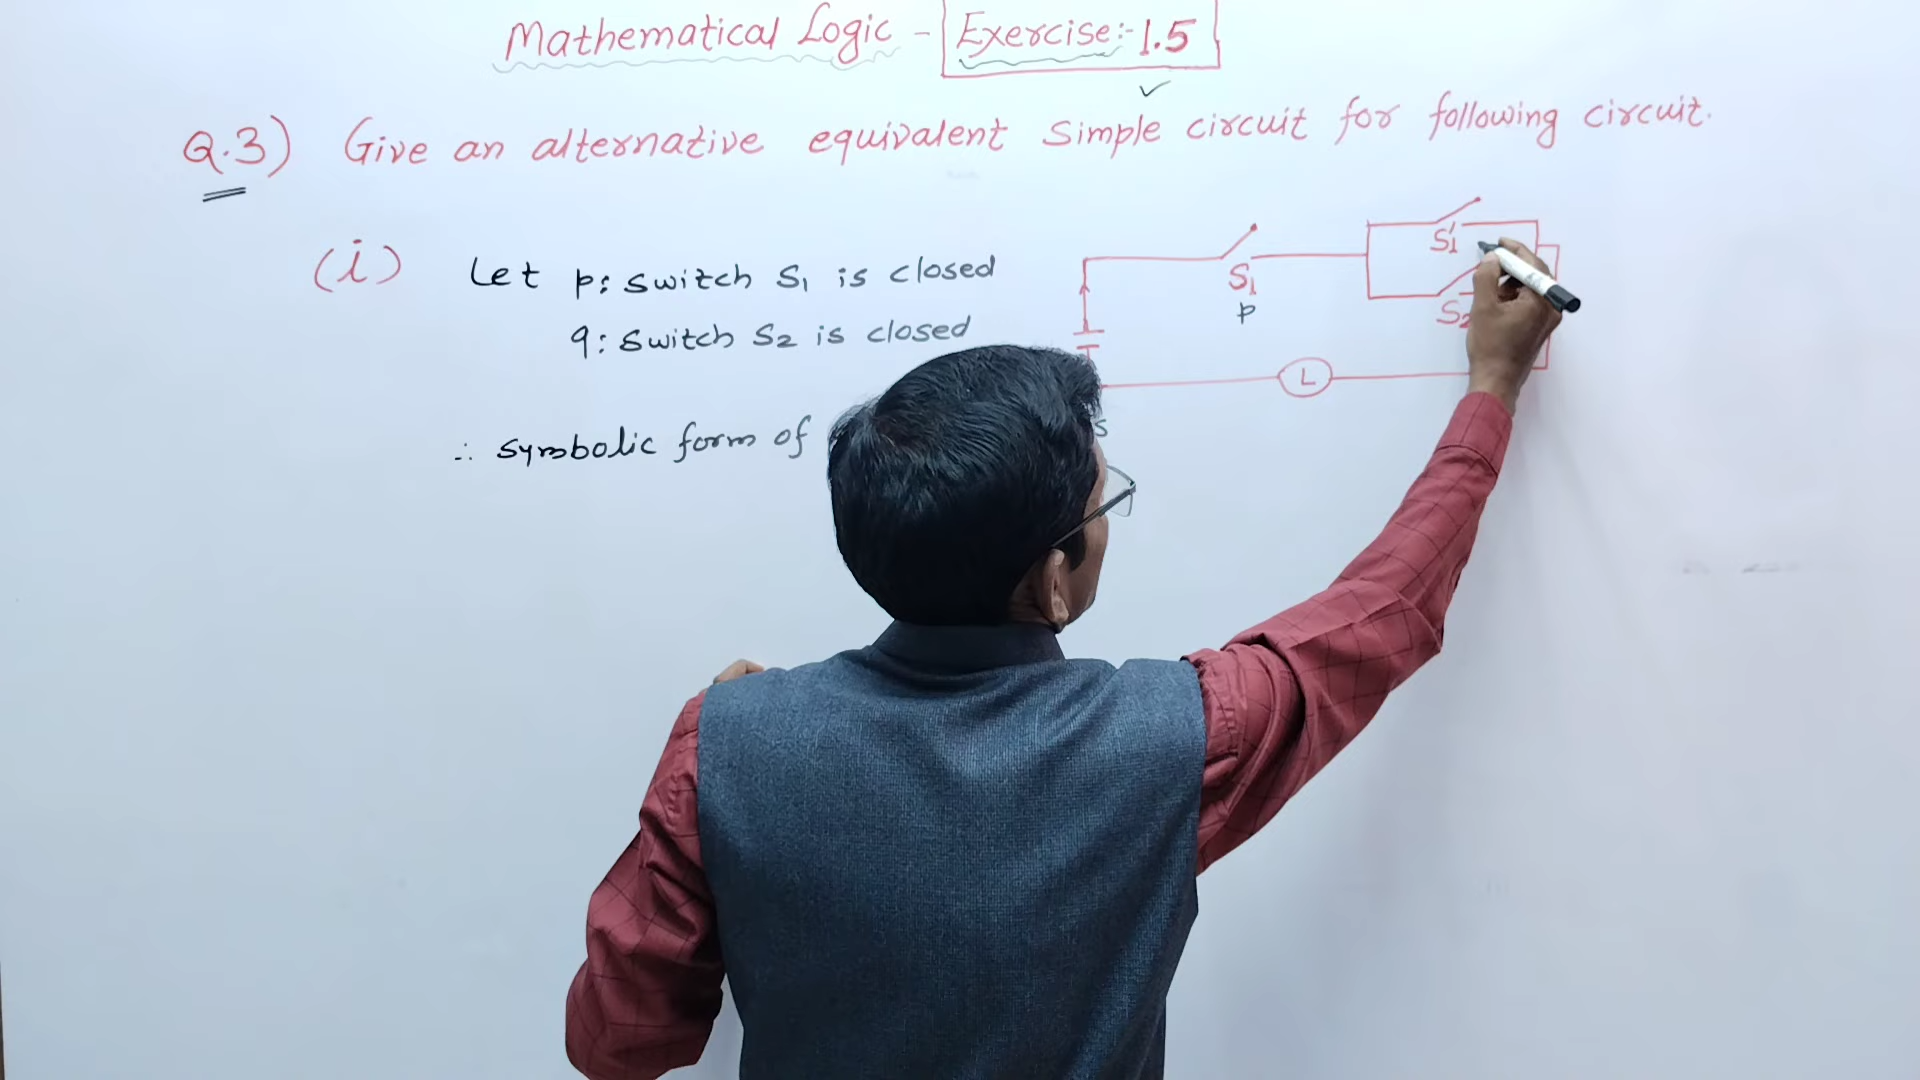 Mathematical Logic - Exercise:- 1.5
Q.3) Give an alternative equivalent simple circuit for following circuit.
(i) Let p: switch S1 is closed
q: switch S2 is closed
∴ symbolic form of
S1
p
S1'
S2
L